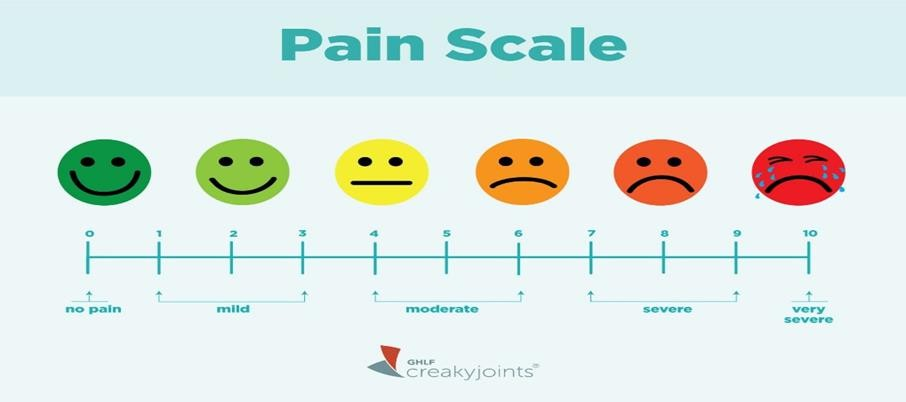 Pain Scale
0 1 2 3 4 5 6 7 8 9 10
no pain mild moderate severe very
severe
GHLF
creakyjoints®